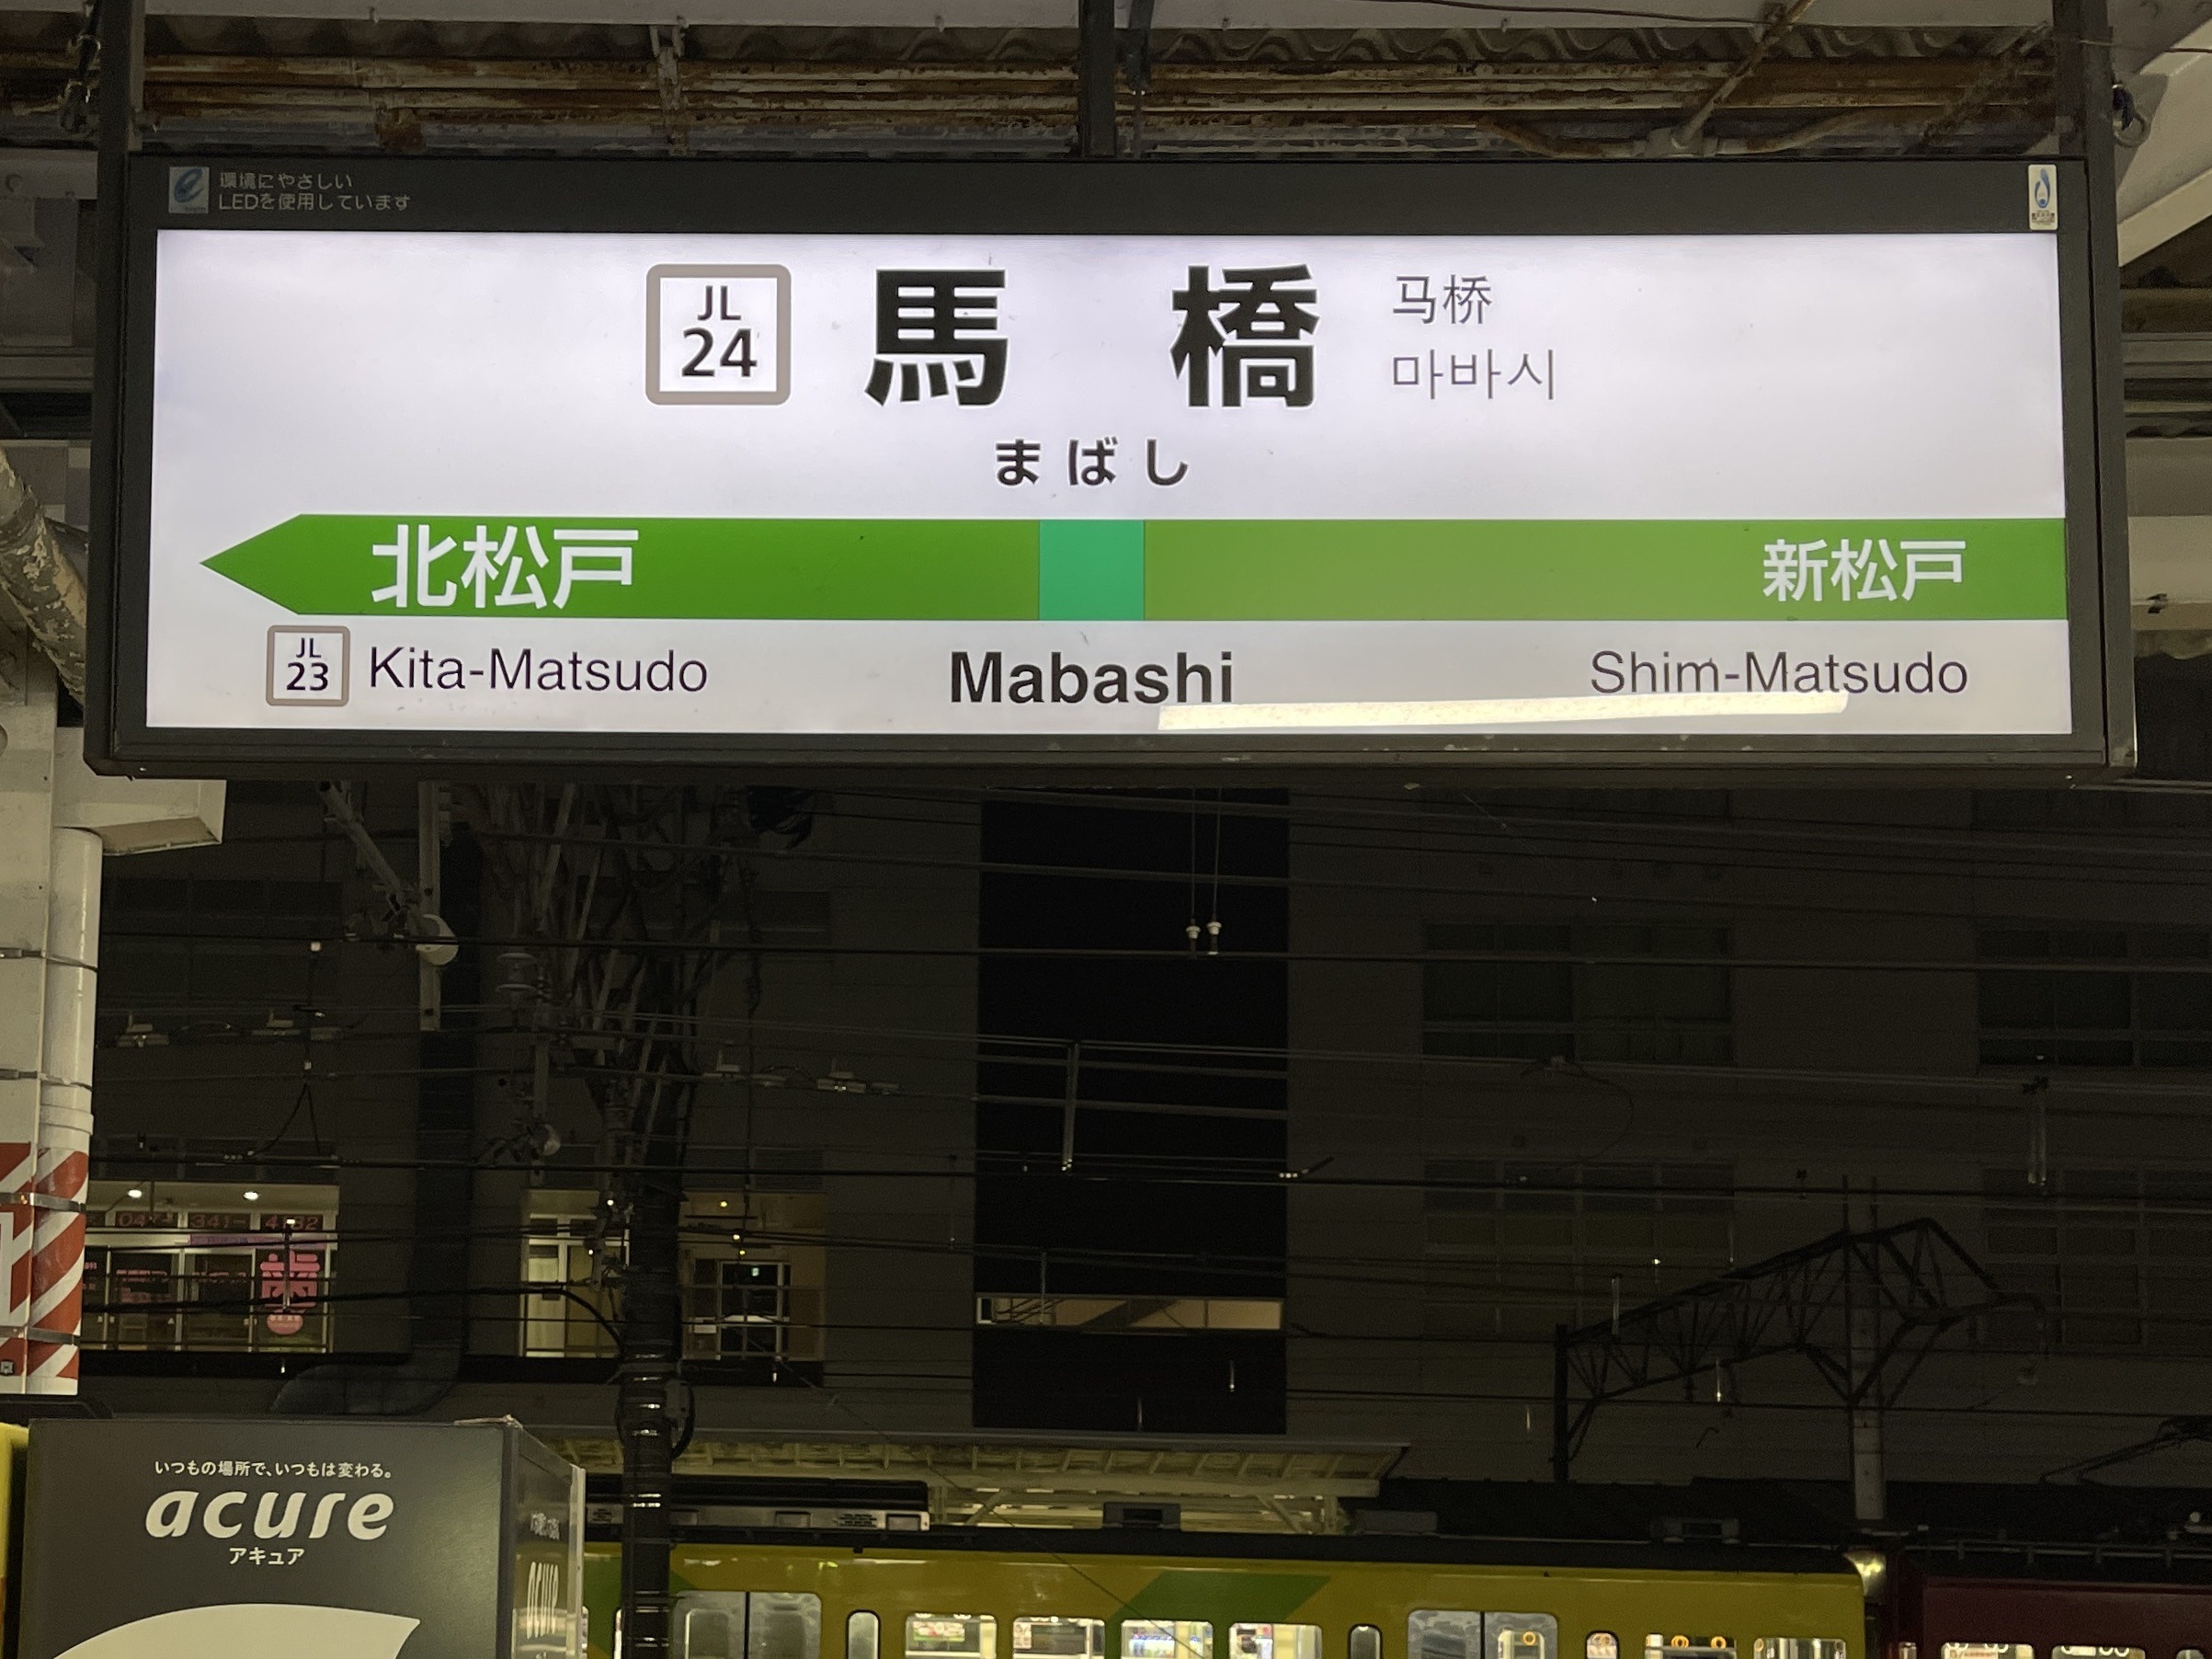 環境にやさしい
LEDを使用しています
JL
24
馬橋
马桥
마바시
まばし
北松戸
新松戸
JL
23
Kita-Matsudo
Mabashi
Shim-Matsudo
歯
いつもの場所で、いつもは変わる。
acure
アキュア
acure